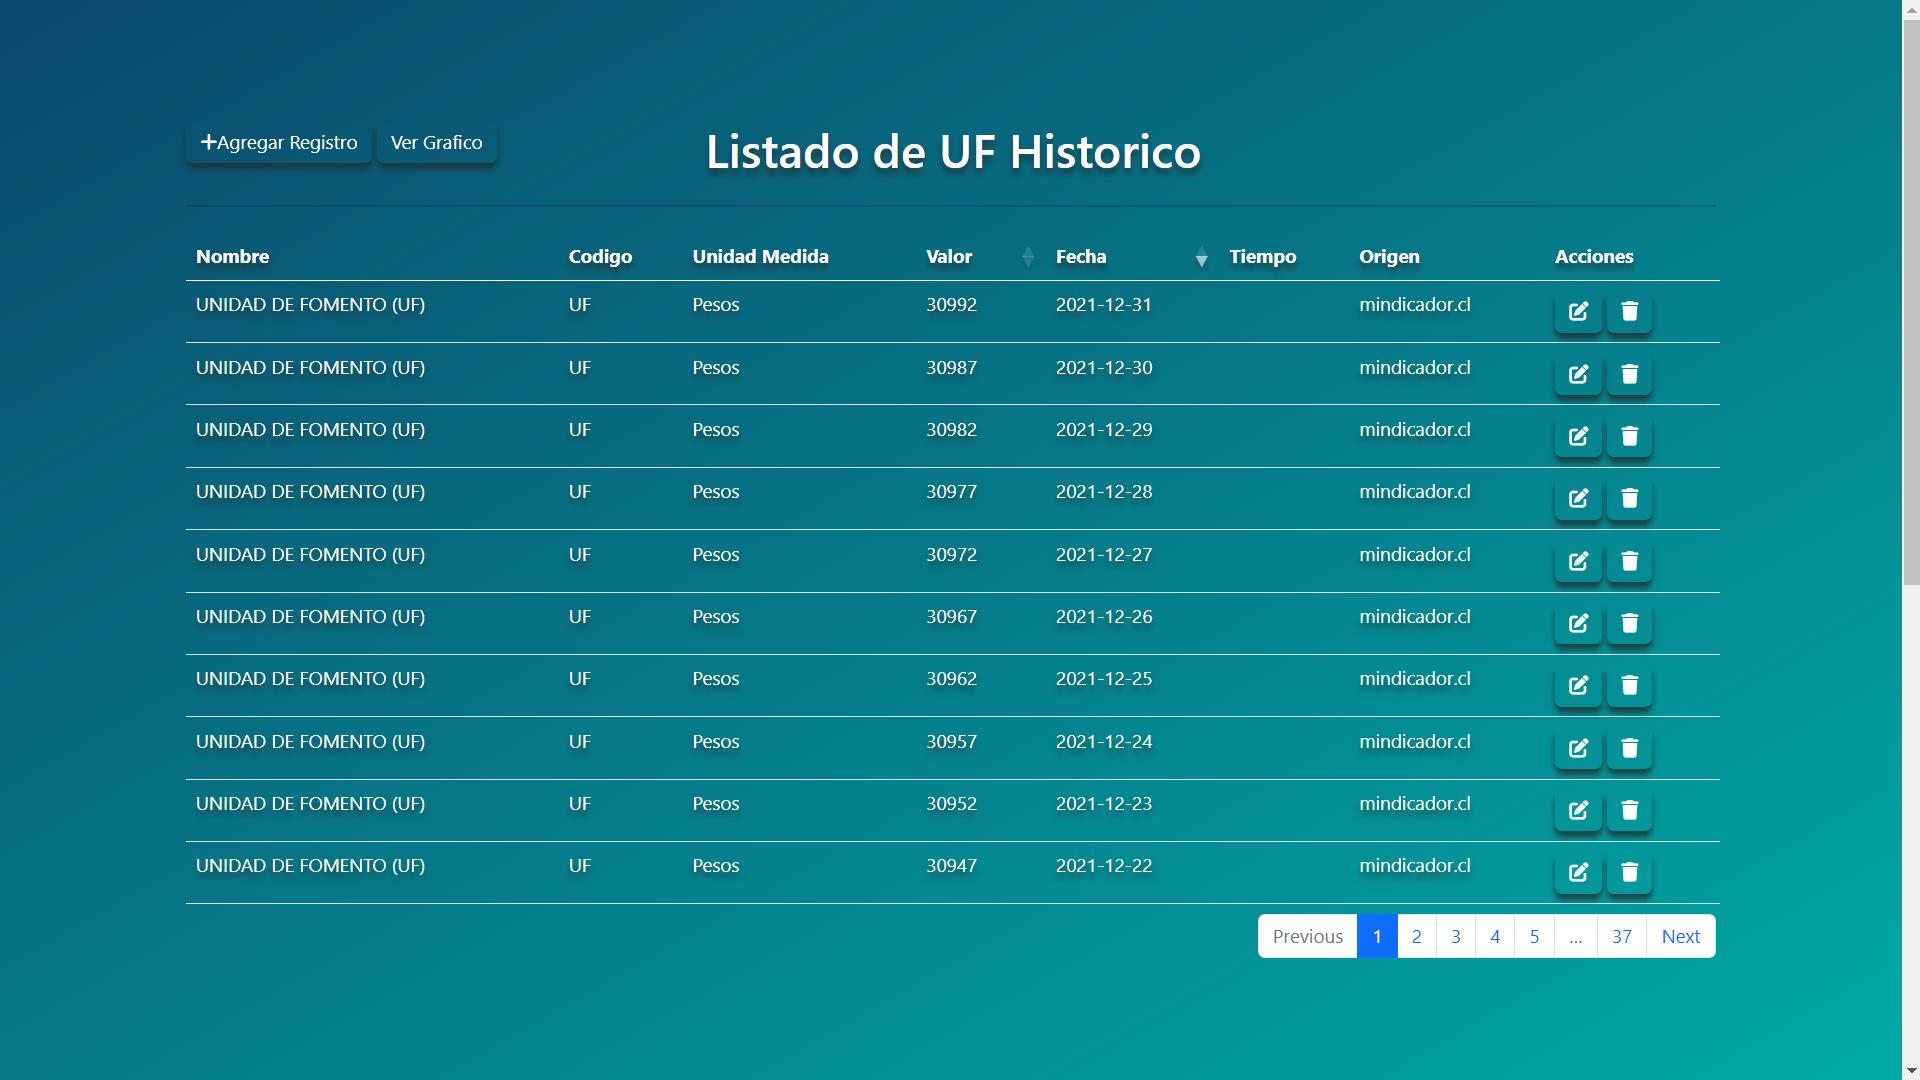 +Agregar Registro Ver Grafico Listado de UF Historico
Nombre Codigo Unidad Medida Valor Fecha Tiempo Origen Acciones
UNIDAD DE FOMENTO (UF) UF Pesos 30992 2021-12-31 mindicador.cl
UNIDAD DE FOMENTO (UF) UF Pesos 30987 2021-12-30 mindicador.cl
UNIDAD DE FOMENTO (UF) UF Pesos 30982 2021-12-29 mindicador.cl
UNIDAD DE FOMENTO (UF) UF Pesos 30977 2021-12-28 mindicador.cl
UNIDAD DE FOMENTO (UF) UF Pesos 30972 2021-12-27 mindicador.cl
UNIDAD DE FOMENTO (UF) UF Pesos 30967 2021-12-26 mindicador.cl
UNIDAD DE FOMENTO (UF) UF Pesos 30962 2021-12-25 mindicador.cl
UNIDAD DE FOMENTO (UF) UF Pesos 30957 2021-12-24 mindicador.cl
UNIDAD DE FOMENTO (UF) UF Pesos 30952 2021-12-23 mindicador.cl
UNIDAD DE FOMENTO (UF) UF Pesos 30947 2021-12-22 mindicador.cl
Previous 1 2 3 4 5 … 37 Next